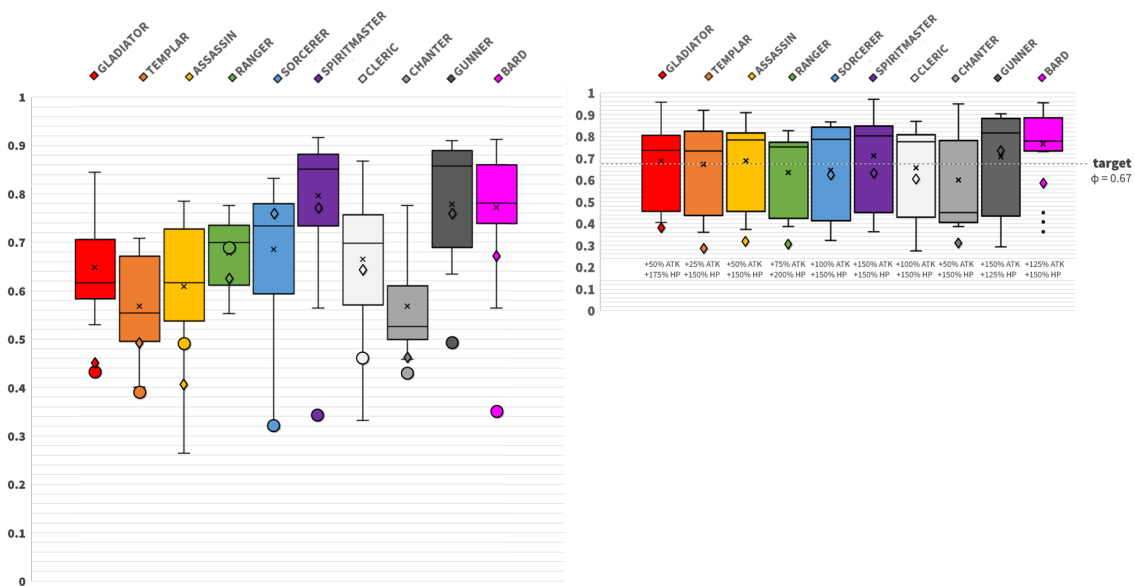 GLADIATOR
TEMPLAR
ASSASSIN
RANGER
SORCERER
SPIRITMASTER
CLERIC
CHANTER
GUNNER
BARD
1
0.9
0.8
0.7
0.6
0.5
0.4
0.3
0.2
0.1
0
GLADIATOR
TEMPLAR
ASSASSIN
RANGER
SORCERER
SPIRITMASTER
CLERIC
CHANTER
GUNNER
BARD
1
0.9
0.8
0.7
0.6
0.5
0.4
0.3
0.2
0.1
0
target
ϕ = 0.67
+50% ATK +25% ATK +50% ATK +75% ATK +100% ATK +150% ATK +100% ATK +50% ATK +150% ATK +125% ATK
+175% HP +150% HP +150% HP +200% HP +150% HP +150% HP +150% HP +150% HP +125% HP +150% HP